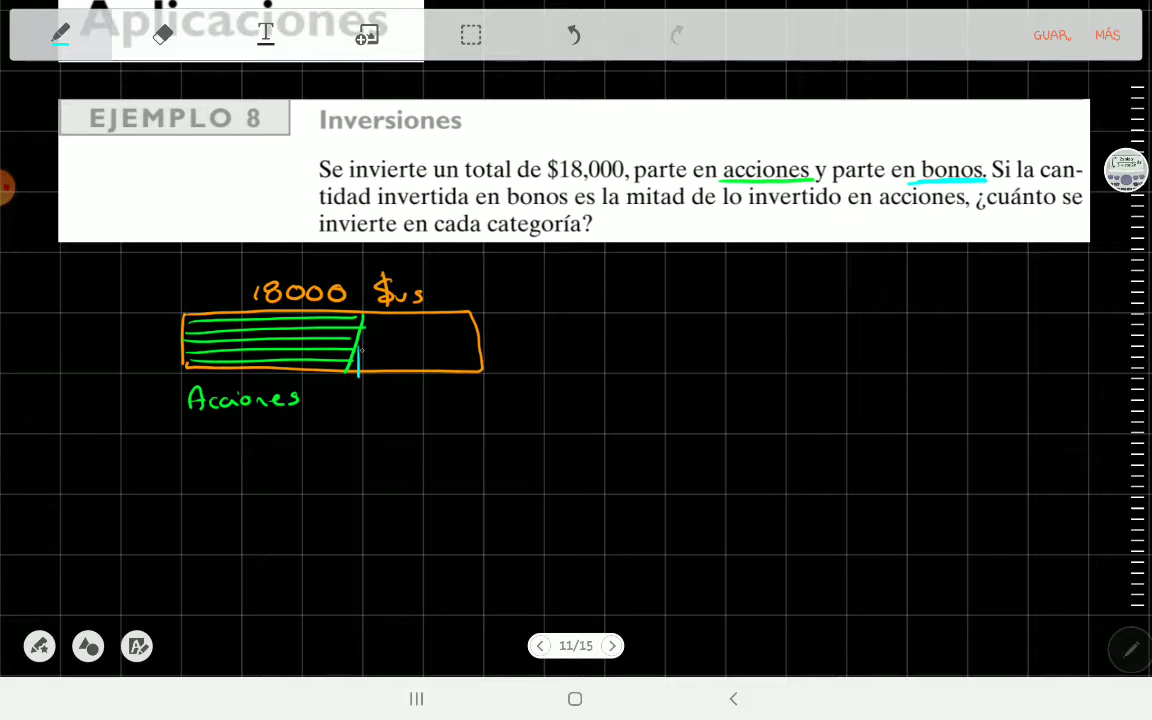 Aplicaciones
T
GUAR.
MÁS
EJEMPLO 8
Inversiones
Se invierte un total de $18,000, parte en acciones y parte en bonos. Si la can-
tidad invertida en bonos es la mitad de lo invertido en acciones, ¿cuánto se
invierte en cada categoría?
18000 $us
Acciones
11/15